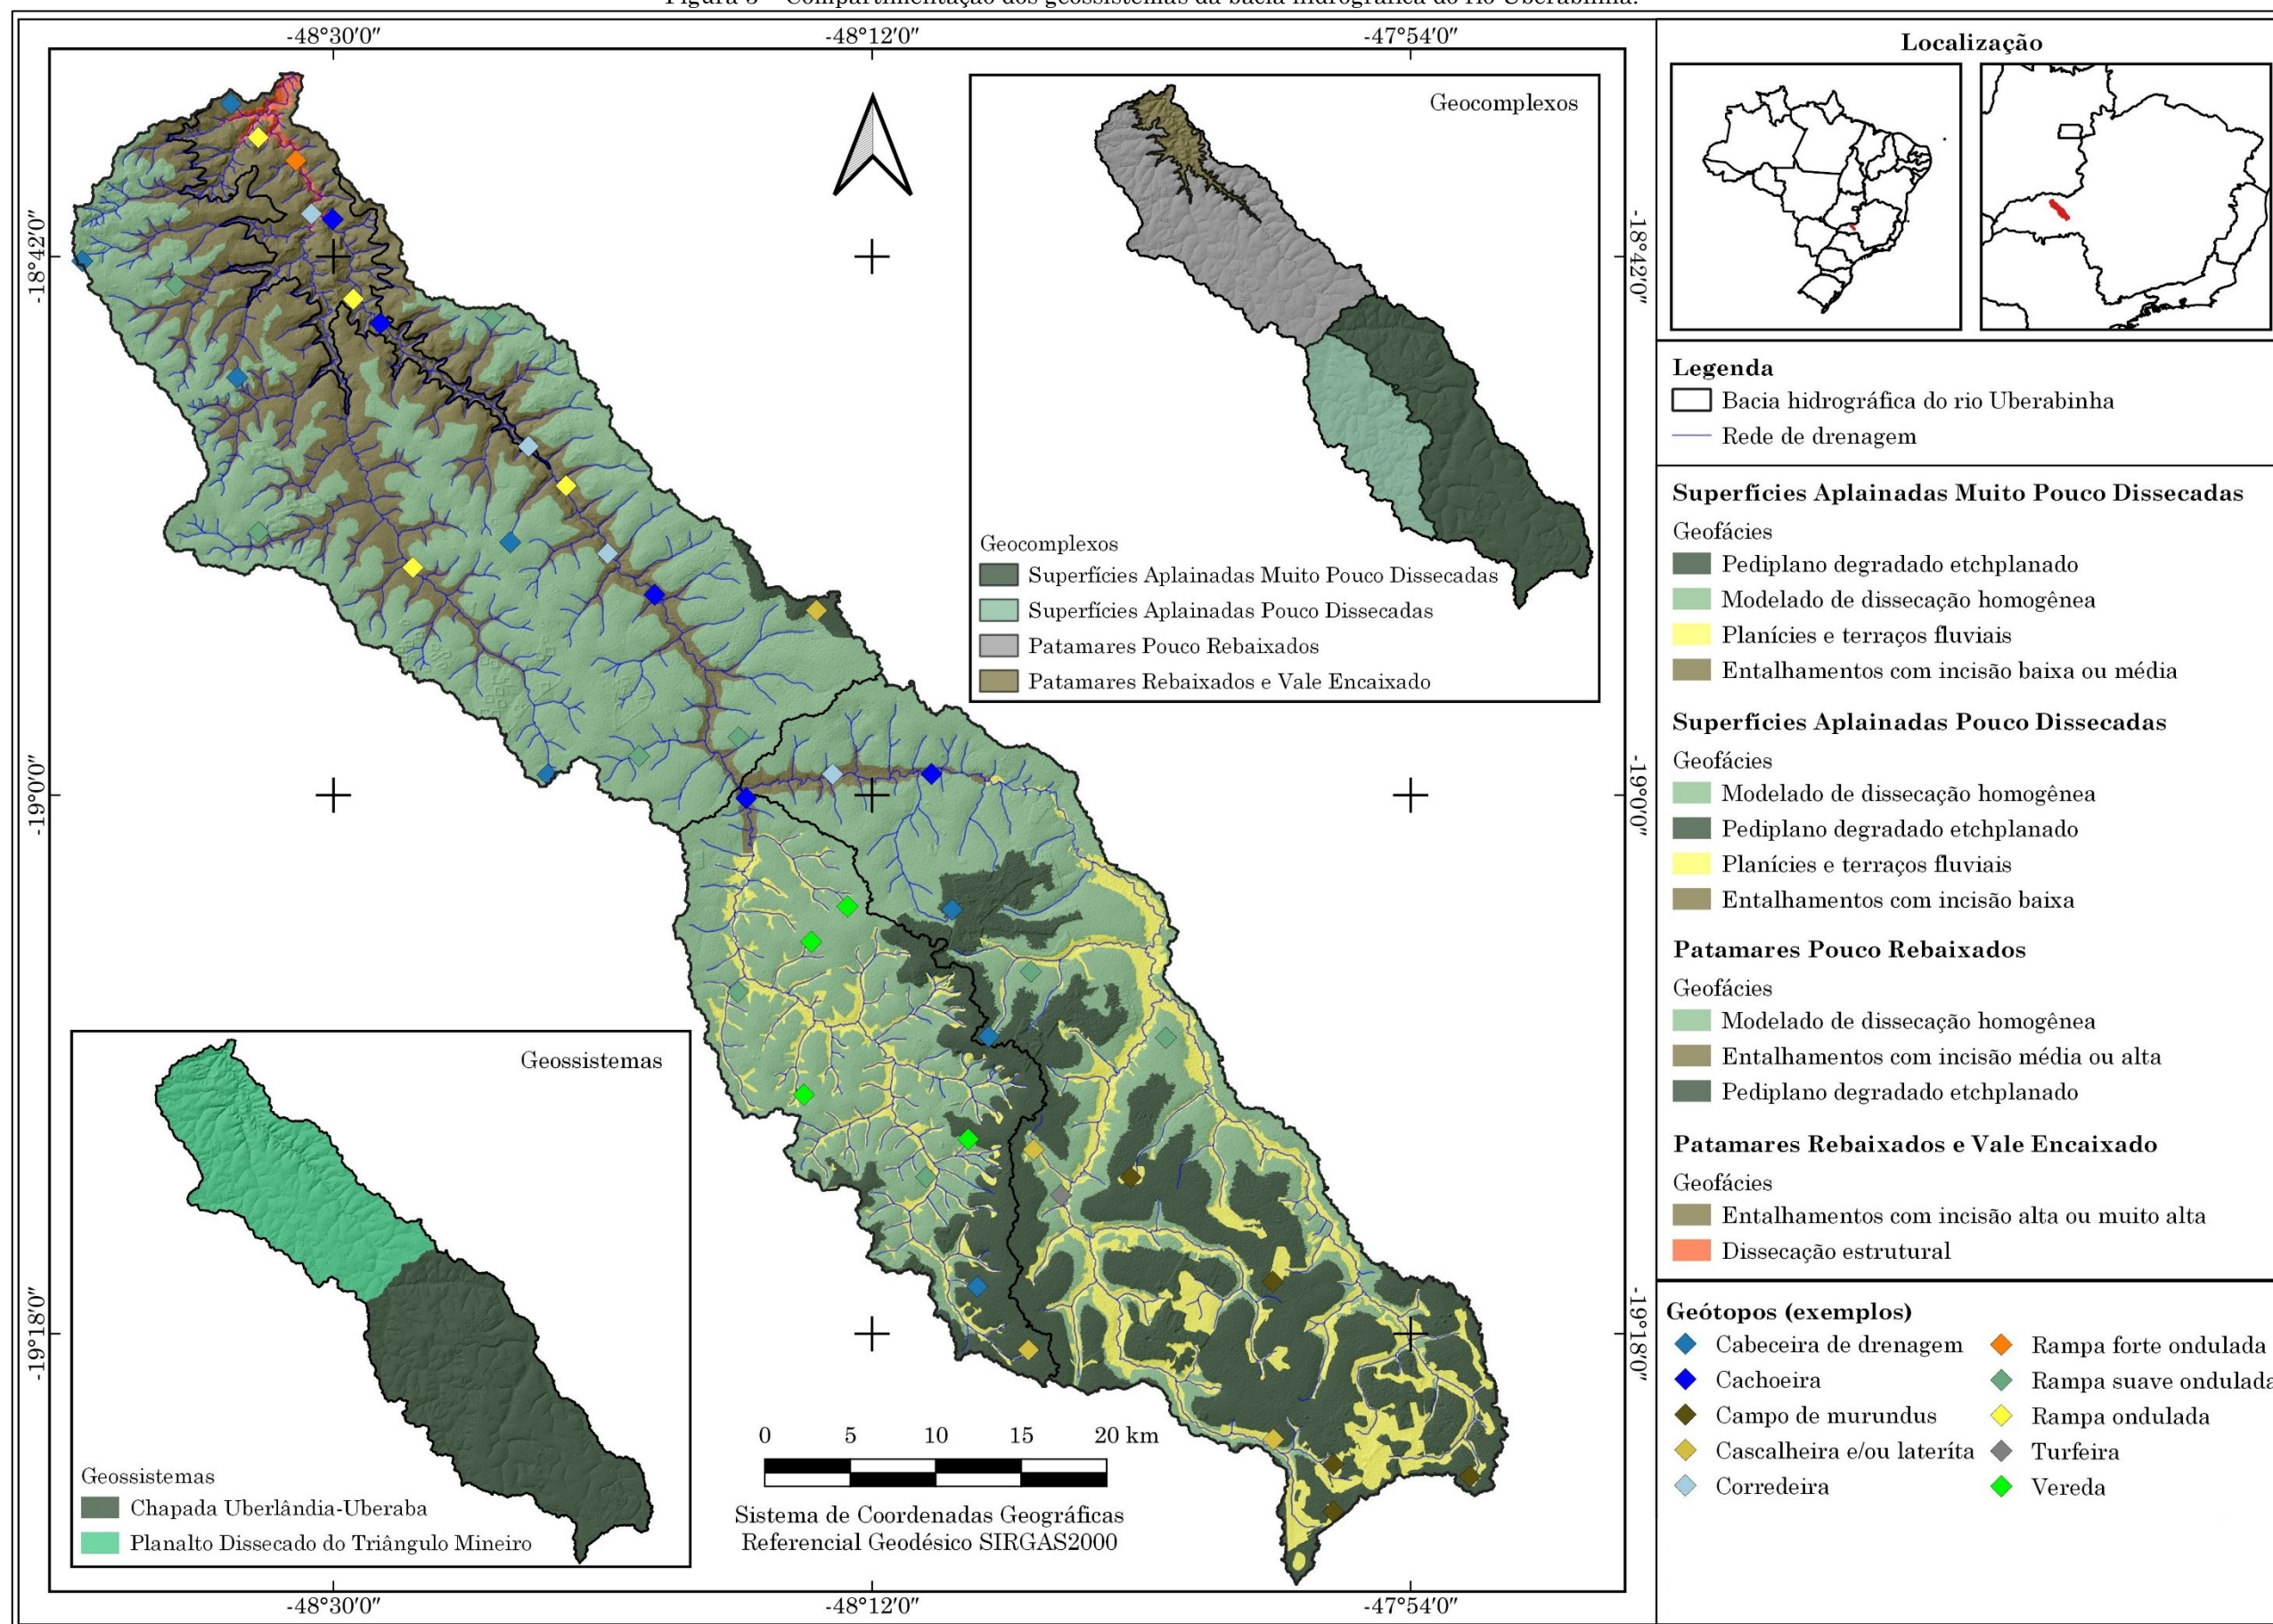 Figura 3 – Compartimentação dos geossistemas da bacia hidrográfica do rio Uberabinha.
-48°30′0″
-48°12′0″
-47°54′0″
-18°42′0″
-19°0′0″
-19°18′0″
Geocomplexos
Geocomplexos
Superfícies Aplainadas Muito Pouco Dissecadas
Superfícies Aplainadas Pouco Dissecadas
Patamares Pouco Rebaixados
Patamares Rebaixados e Vale Encaixado
Geossistemas
Geossistemas
Chapada Uberlândia-Uberaba
Planalto Dissecado do Triângulo Mineiro
0 5 10 15 20 km
Sistema de Coordenadas Geográficas
Referencial Geodésico SIRGAS2000
-18°42′0″
-19°0′0″
-19°18′0″
-48°30′0″
-48°12′0″
-47°54′0″
Localização
Legenda
Bacia hidrográfica do rio Uberabinha
Rede de drenagem
Superfícies Aplainadas Muito Pouco Dissecadas
Geofácies
Pediplano degradado etchplanado
Modelado de dissecação homogênea
Planícies e terraços fluviais
Entalhamentos com incisão baixa ou média
Superfícies Aplainadas Pouco Dissecadas
Geofácies
Modelado de dissecação homogênea
Pediplano degradado etchplanado
Planícies e terraços fluviais
Entalhamentos com incisão baixa
Patamares Pouco Rebaixados
Geofácies
Modelado de dissecação homogênea
Entalhamentos com incisão média ou alta
Pediplano degradado etchplanado
Patamares Rebaixados e Vale Encaixado
Geofácies
Entalhamentos com incisão alta ou muito alta
Dissecação estrutural
Geótopos (exemplos)
Cabeceira de drenagem
Cachoeira
Campo de murundus
Cascalheira e/ou lateríta
Corredeira
Rampa forte ondulada
Rampa suave ondulada
Rampa ondulada
Turfeira
Vereda